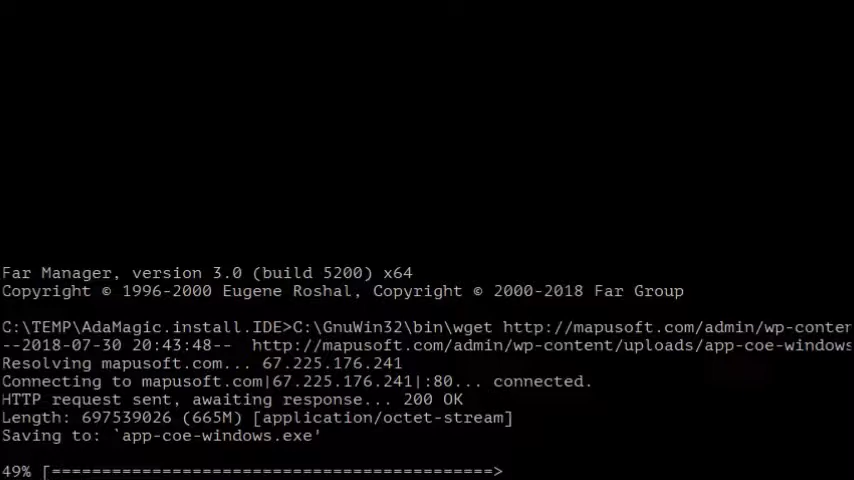 Far Manager, version 3.0 (build 5200) x64
Copyright © 1996-2000 Eugene Roshal, Copyright © 2000-2018 Far Group
C:\TEMP\AdaMagic.install.IDE>C:\GnuWin32\bin\wget http://mapusoft.com/admin/wp-conten
--2018-07-30 20:43:48--  http://mapusoft.com/admin/wp-content/uploads/app-coe-windows
Resolving mapusoft.com... 67.225.176.241
Connecting to mapusoft.com|67.225.176.241|:80... connected.
HTTP request sent, awaiting response... 200 OK
Length: 697539026 (665M) [application/octet-stream]
Saving to: `app-coe-windows.exe'
49% [============================================>